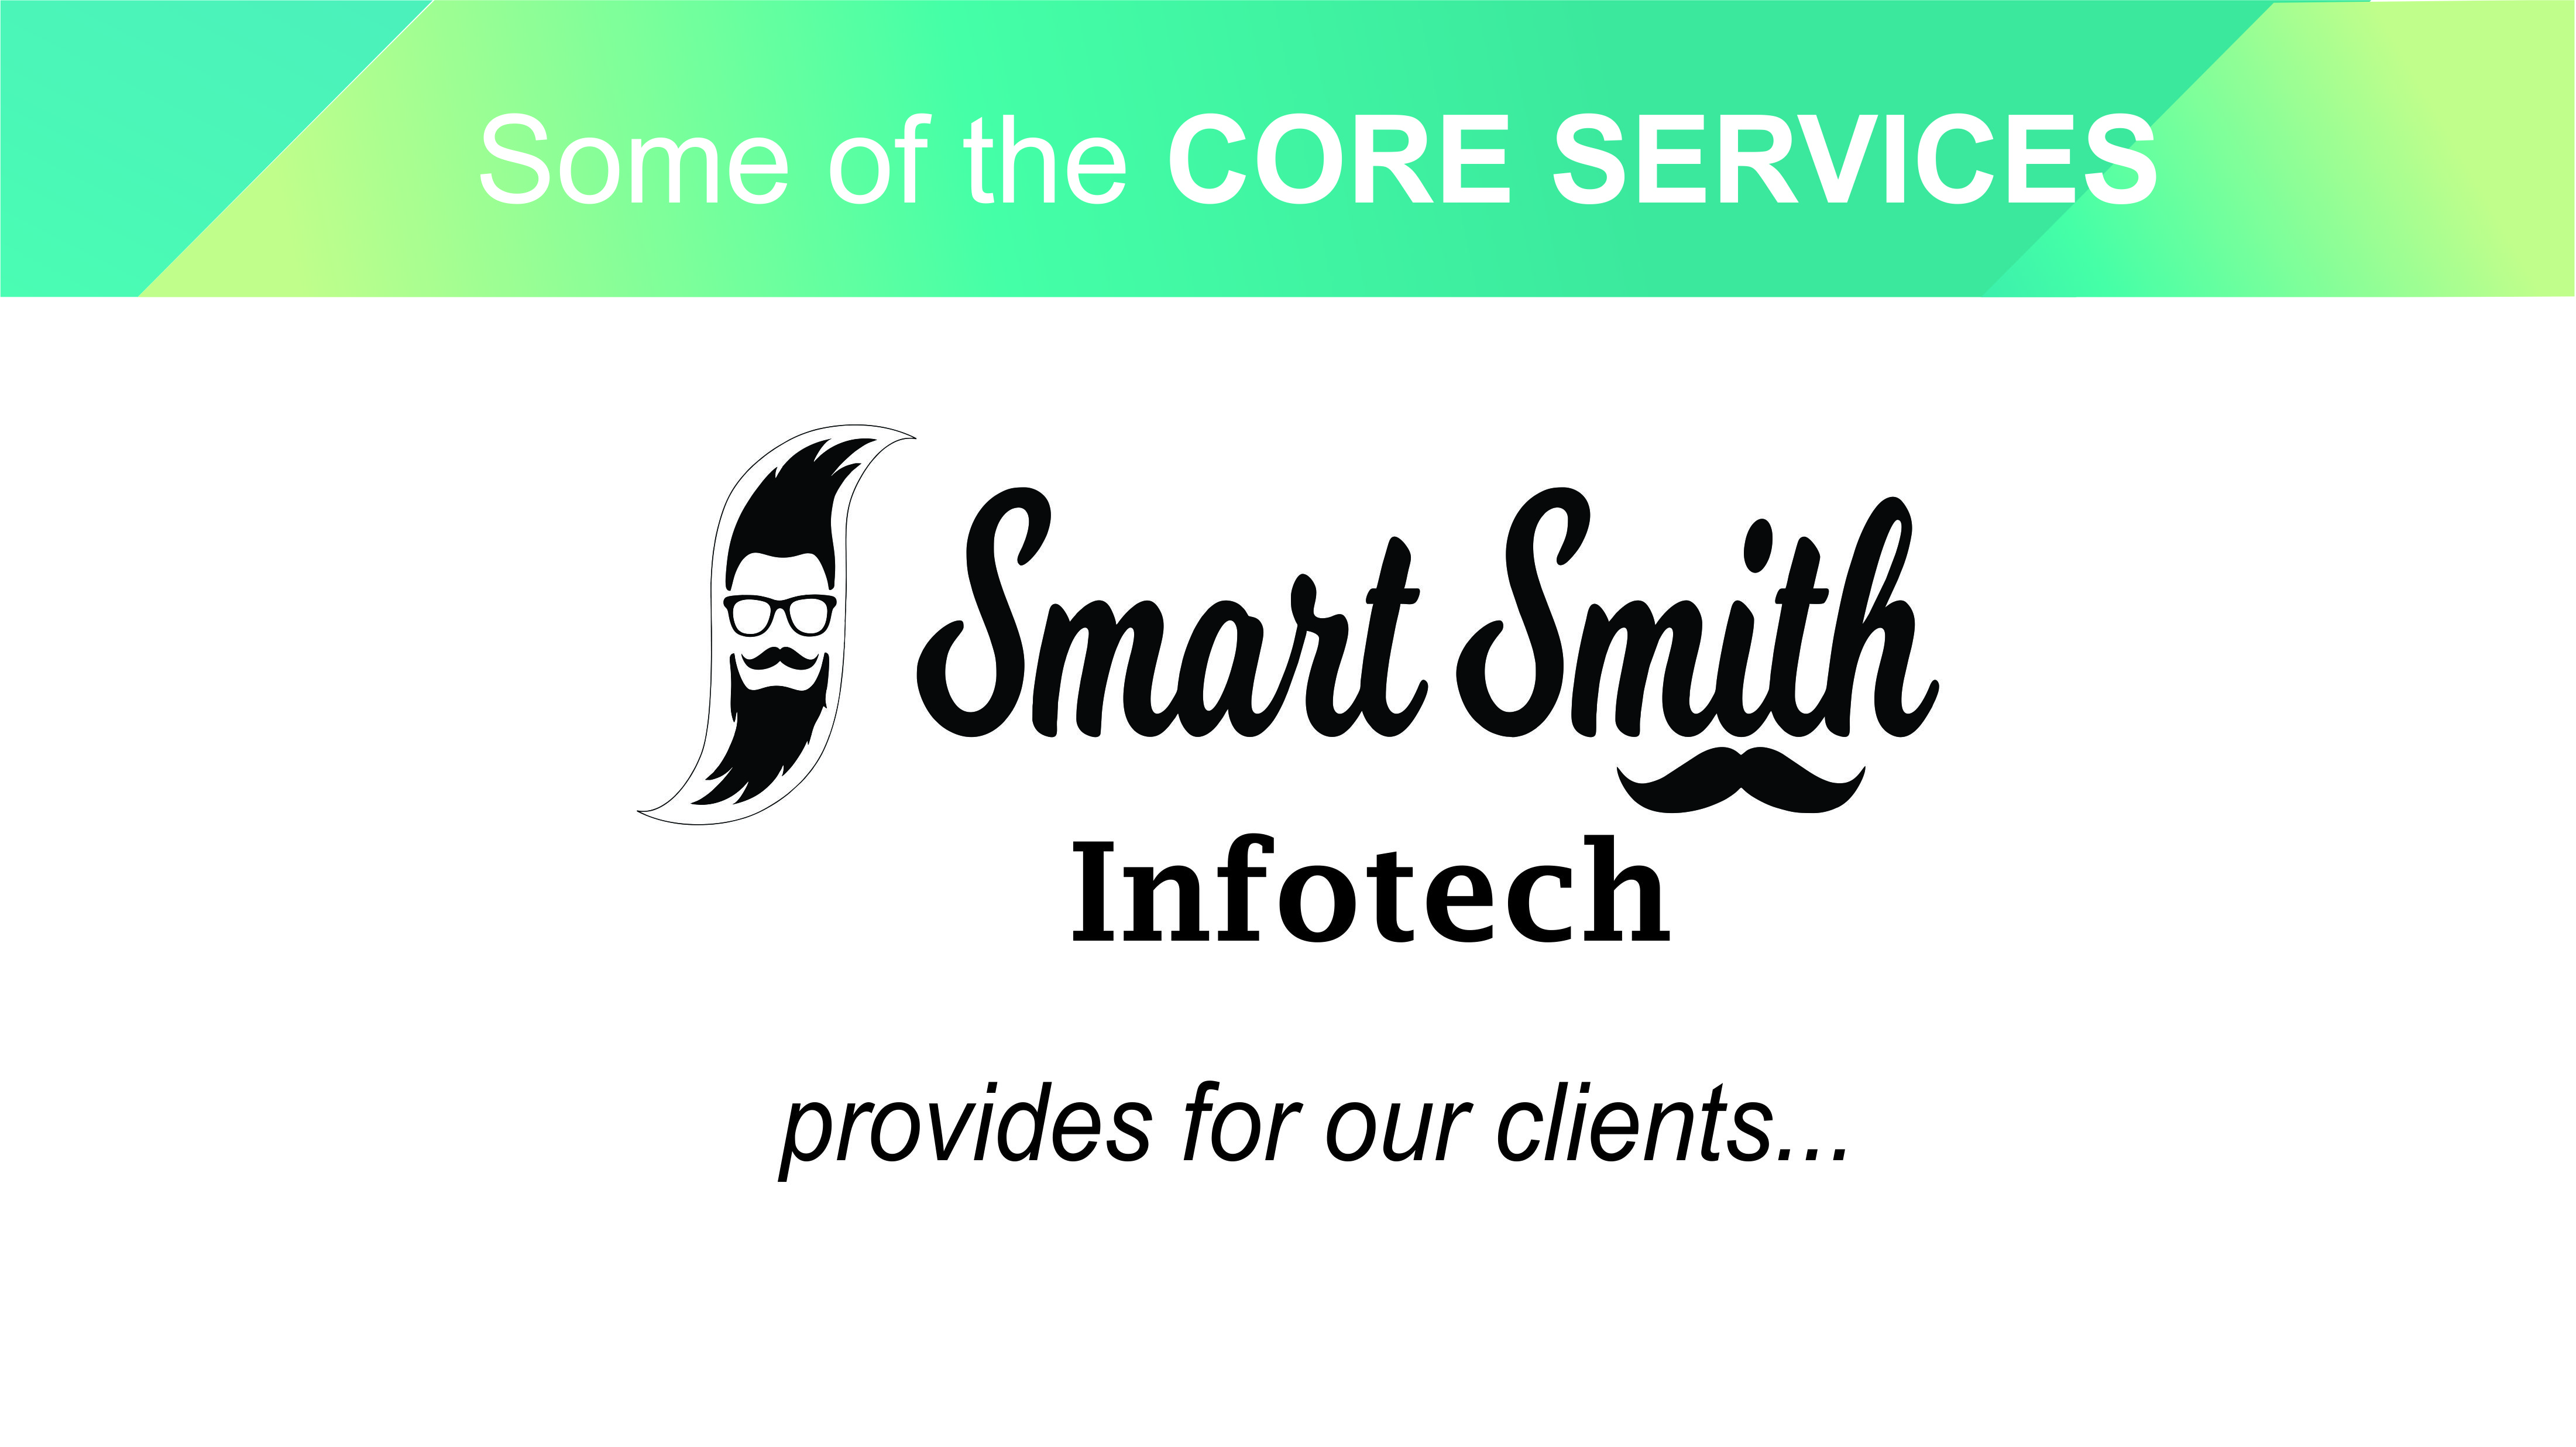 Some of the CORE SERVICES
Smart Smith
Infotech
provides for our clients...